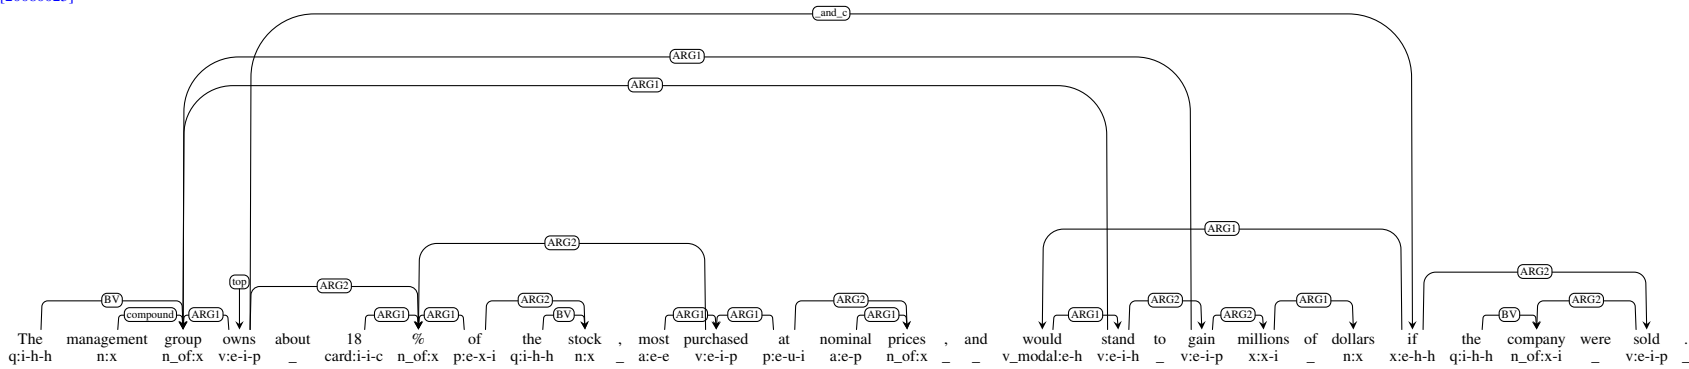 _and_c
ARG1
ARG1
ARG2 ARG1
top ARG2 ARG2
BV ARG2 ARG2 ARG2 ARG2
compound ARG1 ARG1 ARG1 BV ARG1 ARG1 ARG1 ARG1 ARG2 ARG1 BV ARG2
The management group owns about 18 % of the stock , most purchased at nominal prices , and would stand to gain millions of dollars if the company were sold .
q:i-h-h n:x n_of:x v:e-i-p _ card:i-i-c n_of:x p:e-x-i q:i-h-h n:x _ a:e-e v:e-i-p p:e-u-i a:e-p n_of:x _ _ v_modal:e-h v:e-i-h _ v:e-i-p x:x-i _ n:x x:e-h-h q:i-h-h n_of:x-i _ v:e-i-p _